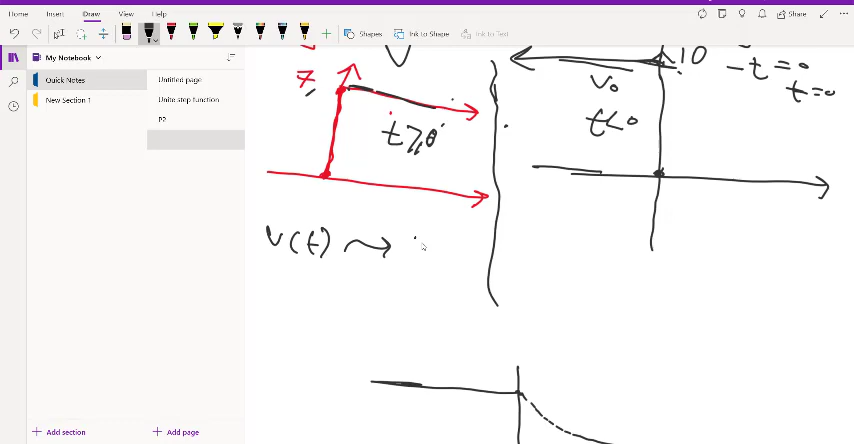 Home Insert Draw View Help
Share
Shapes Ink to Shape Ink to Text
My Notebook
Quick Notes
New Section 1
Untitled page
Unite step function
P2
7
V
t≥0
10
V₀
t<0
-t=0
t=0
V(t)
Add section
Add page